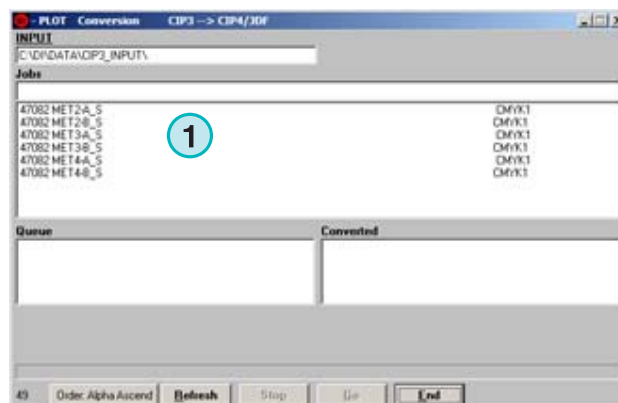 - PLOT Conversion CIP3 --> CIP4/JDF
INPUT
C:\DI\DATA\CIP3_INPUT\
Jobs
47082 MET2-A_S CMYK1
47082 MET2-B_S CMYK1
47082 MET3-A_S CMYK1
47082 MET3-B_S CMYK1
47082 MET4-A_S CMYK1
47082 MET4-B_S CMYK1
1
Queue Converted
49 Order: Alpha Ascend Refresh Stop Go End